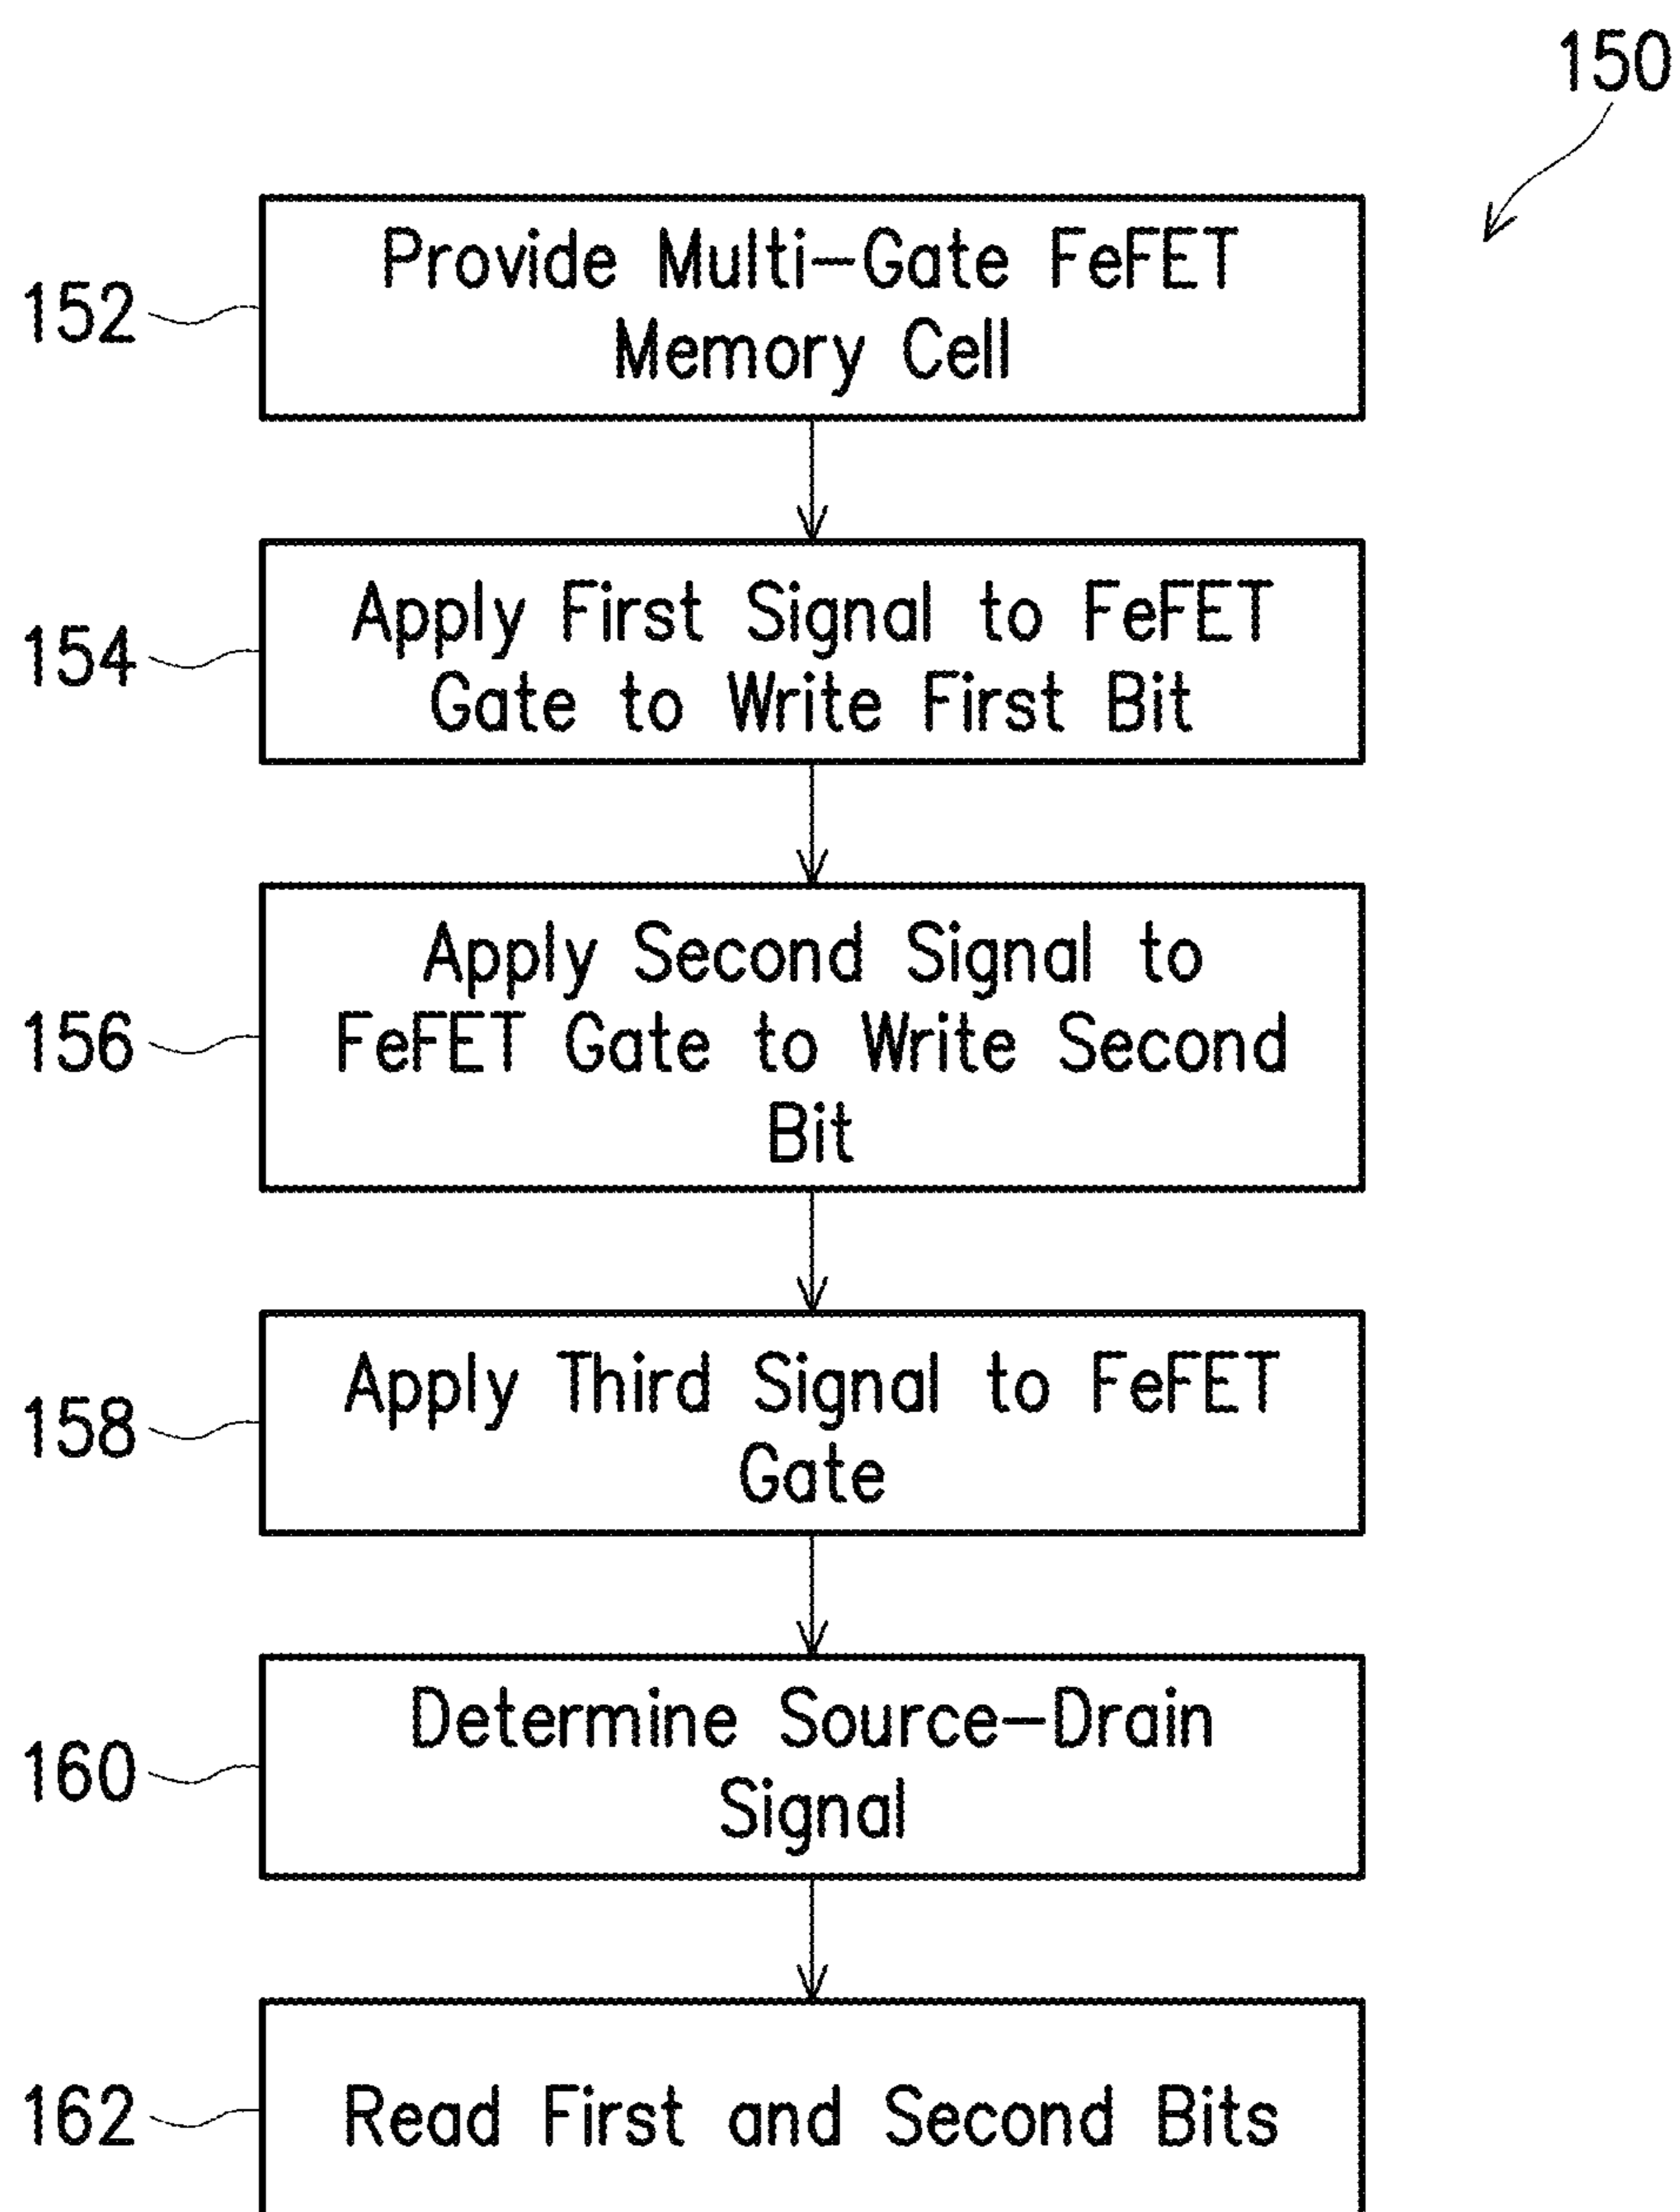 150
152
Provide Multi-Gate FeFET
Memory Cell
154
Apply First Signal to FeFET
Gate to Write First Bit
156
Apply Second Signal to
FeFET Gate to Write Second
Bit
158
Apply Third Signal to FeFET
Gate
160
Determine Source-Drain
Signal
162
Read First and Second Bits